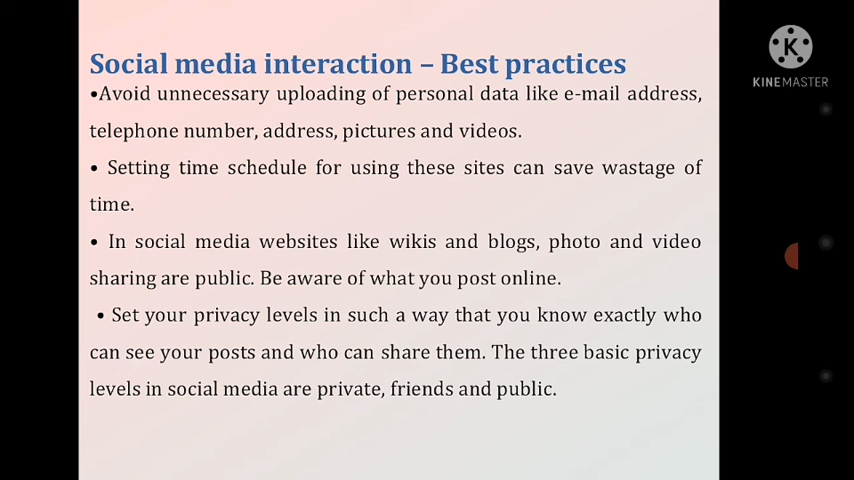 Social media interaction – Best practices
•Avoid unnecessary uploading of personal data like e-mail address,
telephone number, address, pictures and videos.
• Setting time schedule for using these sites can save wastage of
time.
• In social media websites like wikis and blogs, photo and video
sharing are public. Be aware of what you post online.
• Set your privacy levels in such a way that you know exactly who
can see your posts and who can share them. The three basic privacy
levels in social media are private, friends and public.
K
KINEMASTER